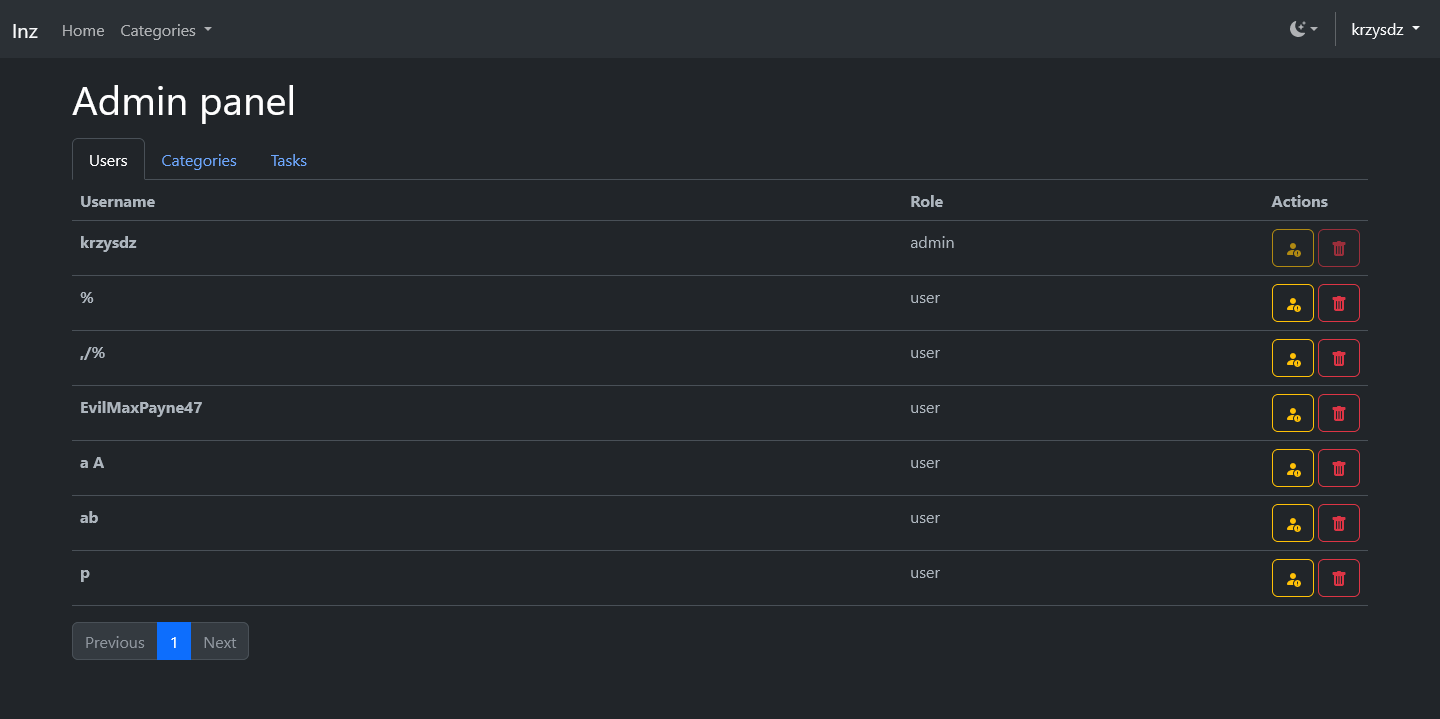 Inz Home Categories krzysdz
Admin panel
Users Categories Tasks
Username Role Actions
krzysdz admin
% user
,/% user
EvilMaxPayne47 user
a A user
ab user
p user
Previous 1 Next